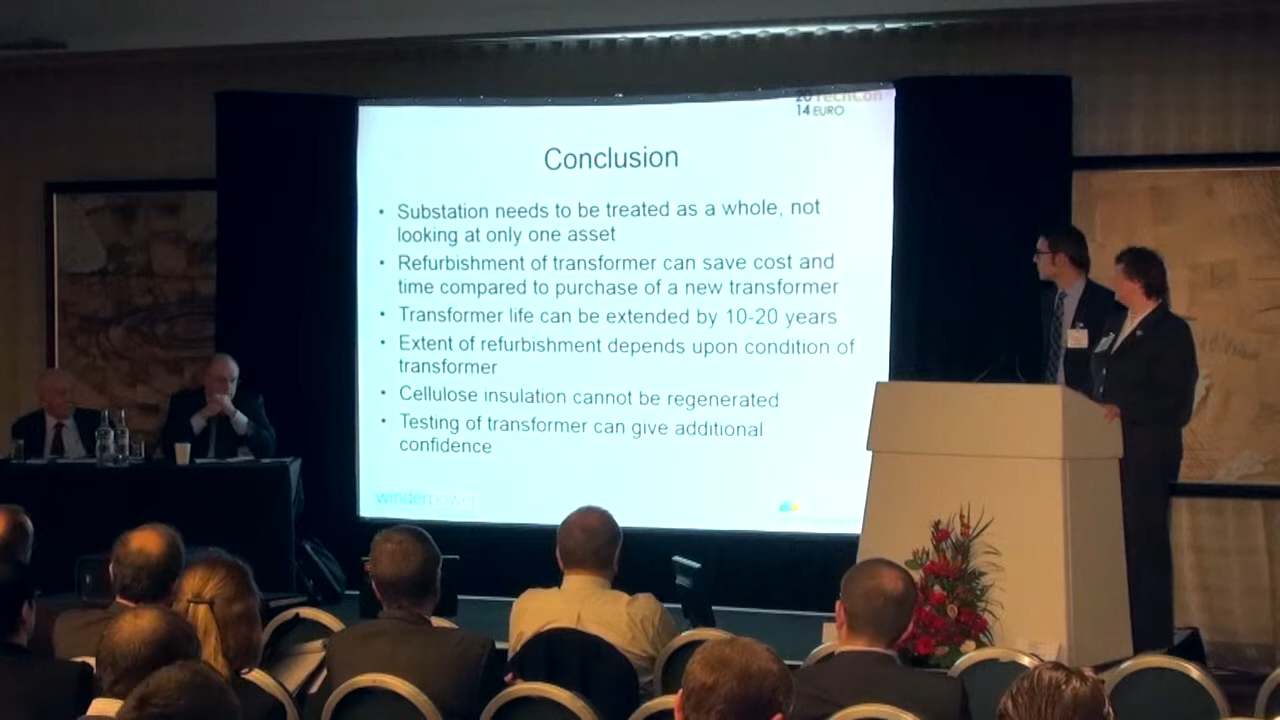 20 TechCon
14 EURO
Conclusion
• Substation needs to be treated as a whole, not
looking at only one asset
• Refurbishment of transformer can save cost and
time compared to purchase of a new transformer
• Transformer life can be extended by 10-20 years
• Extent of refurbishment depends upon condition of
transformer
• Cellulose insulation cannot be regenerated
• Testing of transformer can give additional
confidence
winderpower